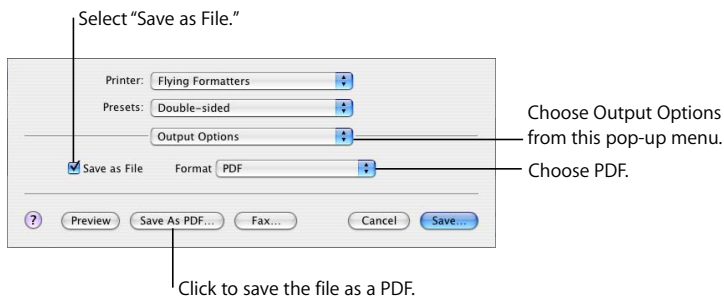 Select “Save as File.”
Printer: Flying Formatters
Presets: Double-sided
Output Options
Choose Output Options
from this pop-up menu.
Save as File Format PDF
Choose PDF.
? Preview Save As PDF... Fax... Cancel Save...
Click to save the file as a PDF.